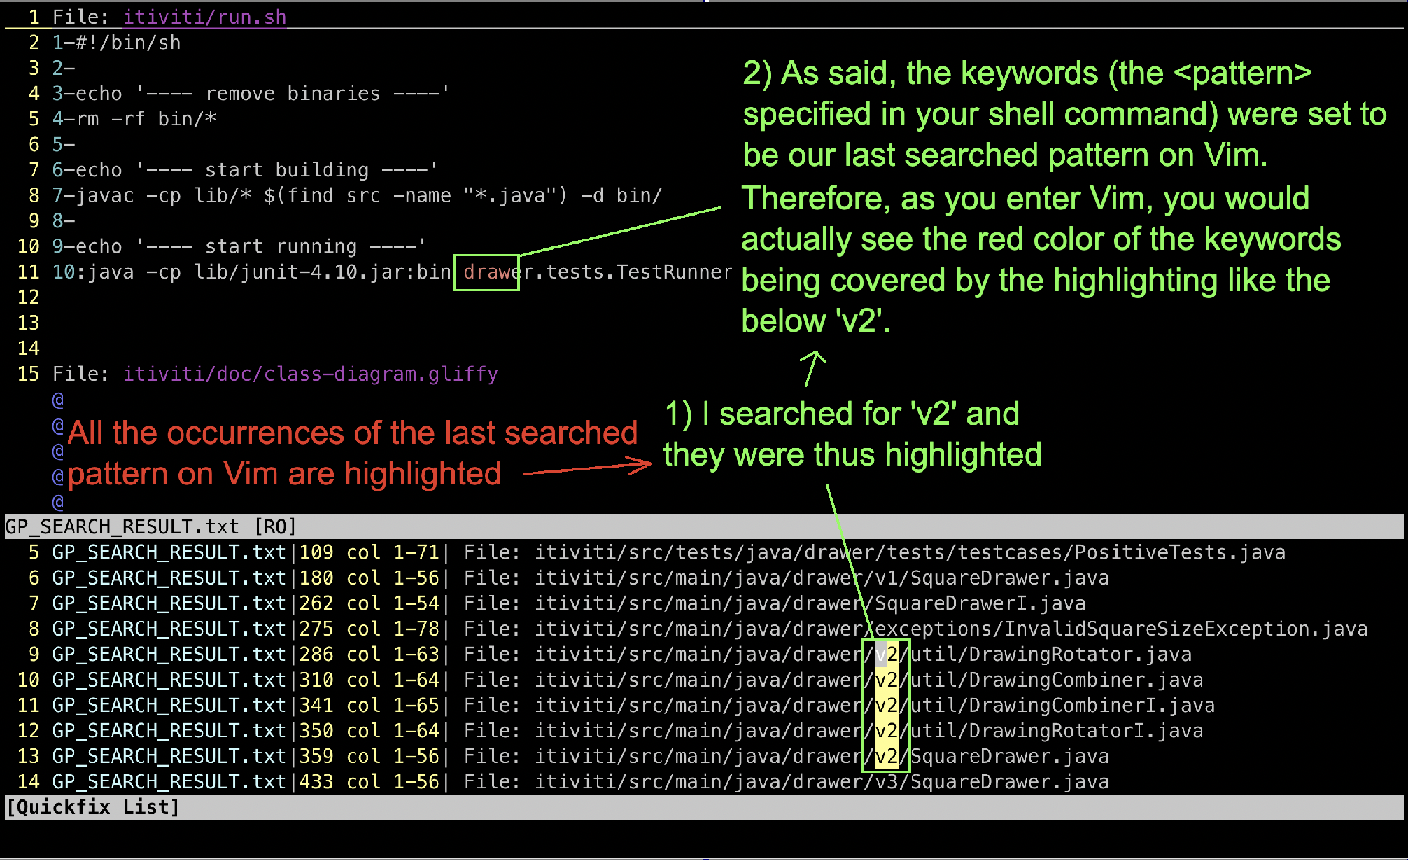 1 File: itiviti/run.sh
2 1-#!/bin/sh
3 2-
4 3-echo '---- remove binaries ----'
5 4-rm -rf bin/*
6 5-
7 6-echo '---- start building ----'
8 7-javac -cp lib/* $(find src -name "*.java") -d bin/
9 8-
10 9-echo '---- start running ----'
11 10:java -cp lib/junit-4.10.jar:bin drawer.tests.TestRunner
12
13
14
15 File: itiviti/doc/class-diagram.gliffy
@
@
@
@
@
2) As said, the keywords (the <pattern>
specified in your shell command) were set to
be our last searched pattern on Vim.
Therefore, as you enter Vim, you would
actually see the red color of the keywords
being covered by the highlighting like the
below 'v2'.
All the occurrences of the last searched
pattern on Vim are highlighted
1) I searched for 'v2' and
they were thus highlighted
GP_SEARCH_RESULT.txt [RO]
5 GP_SEARCH_RESULT.txt|109 col 1-71| File: itiviti/src/tests/java/drawer/tests/testcases/PositiveTests.java
6 GP_SEARCH_RESULT.txt|180 col 1-56| File: itiviti/src/main/java/drawer/v1/SquareDrawer.java
7 GP_SEARCH_RESULT.txt|262 col 1-54| File: itiviti/src/main/java/drawer/SquareDrawerI.java
8 GP_SEARCH_RESULT.txt|275 col 1-78| File: itiviti/src/main/java/drawer/exceptions/InvalidSquareSizeException.java
9 GP_SEARCH_RESULT.txt|286 col 1-63| File: itiviti/src/main/java/drawer/v2/util/DrawingRotator.java
10 GP_SEARCH_RESULT.txt|310 col 1-64| File: itiviti/src/main/java/drawer/v2/util/DrawingCombiner.java
11 GP_SEARCH_RESULT.txt|341 col 1-65| File: itiviti/src/main/java/drawer/v2/util/DrawingCombinerI.java
12 GP_SEARCH_RESULT.txt|350 col 1-64| File: itiviti/src/main/java/drawer/v2/util/DrawingRotatorI.java
13 GP_SEARCH_RESULT.txt|359 col 1-56| File: itiviti/src/main/java/drawer/v2/SquareDrawer.java
14 GP_SEARCH_RESULT.txt|433 col 1-56| File: itiviti/src/main/java/drawer/v3/SquareDrawer.java
[Quickfix List]